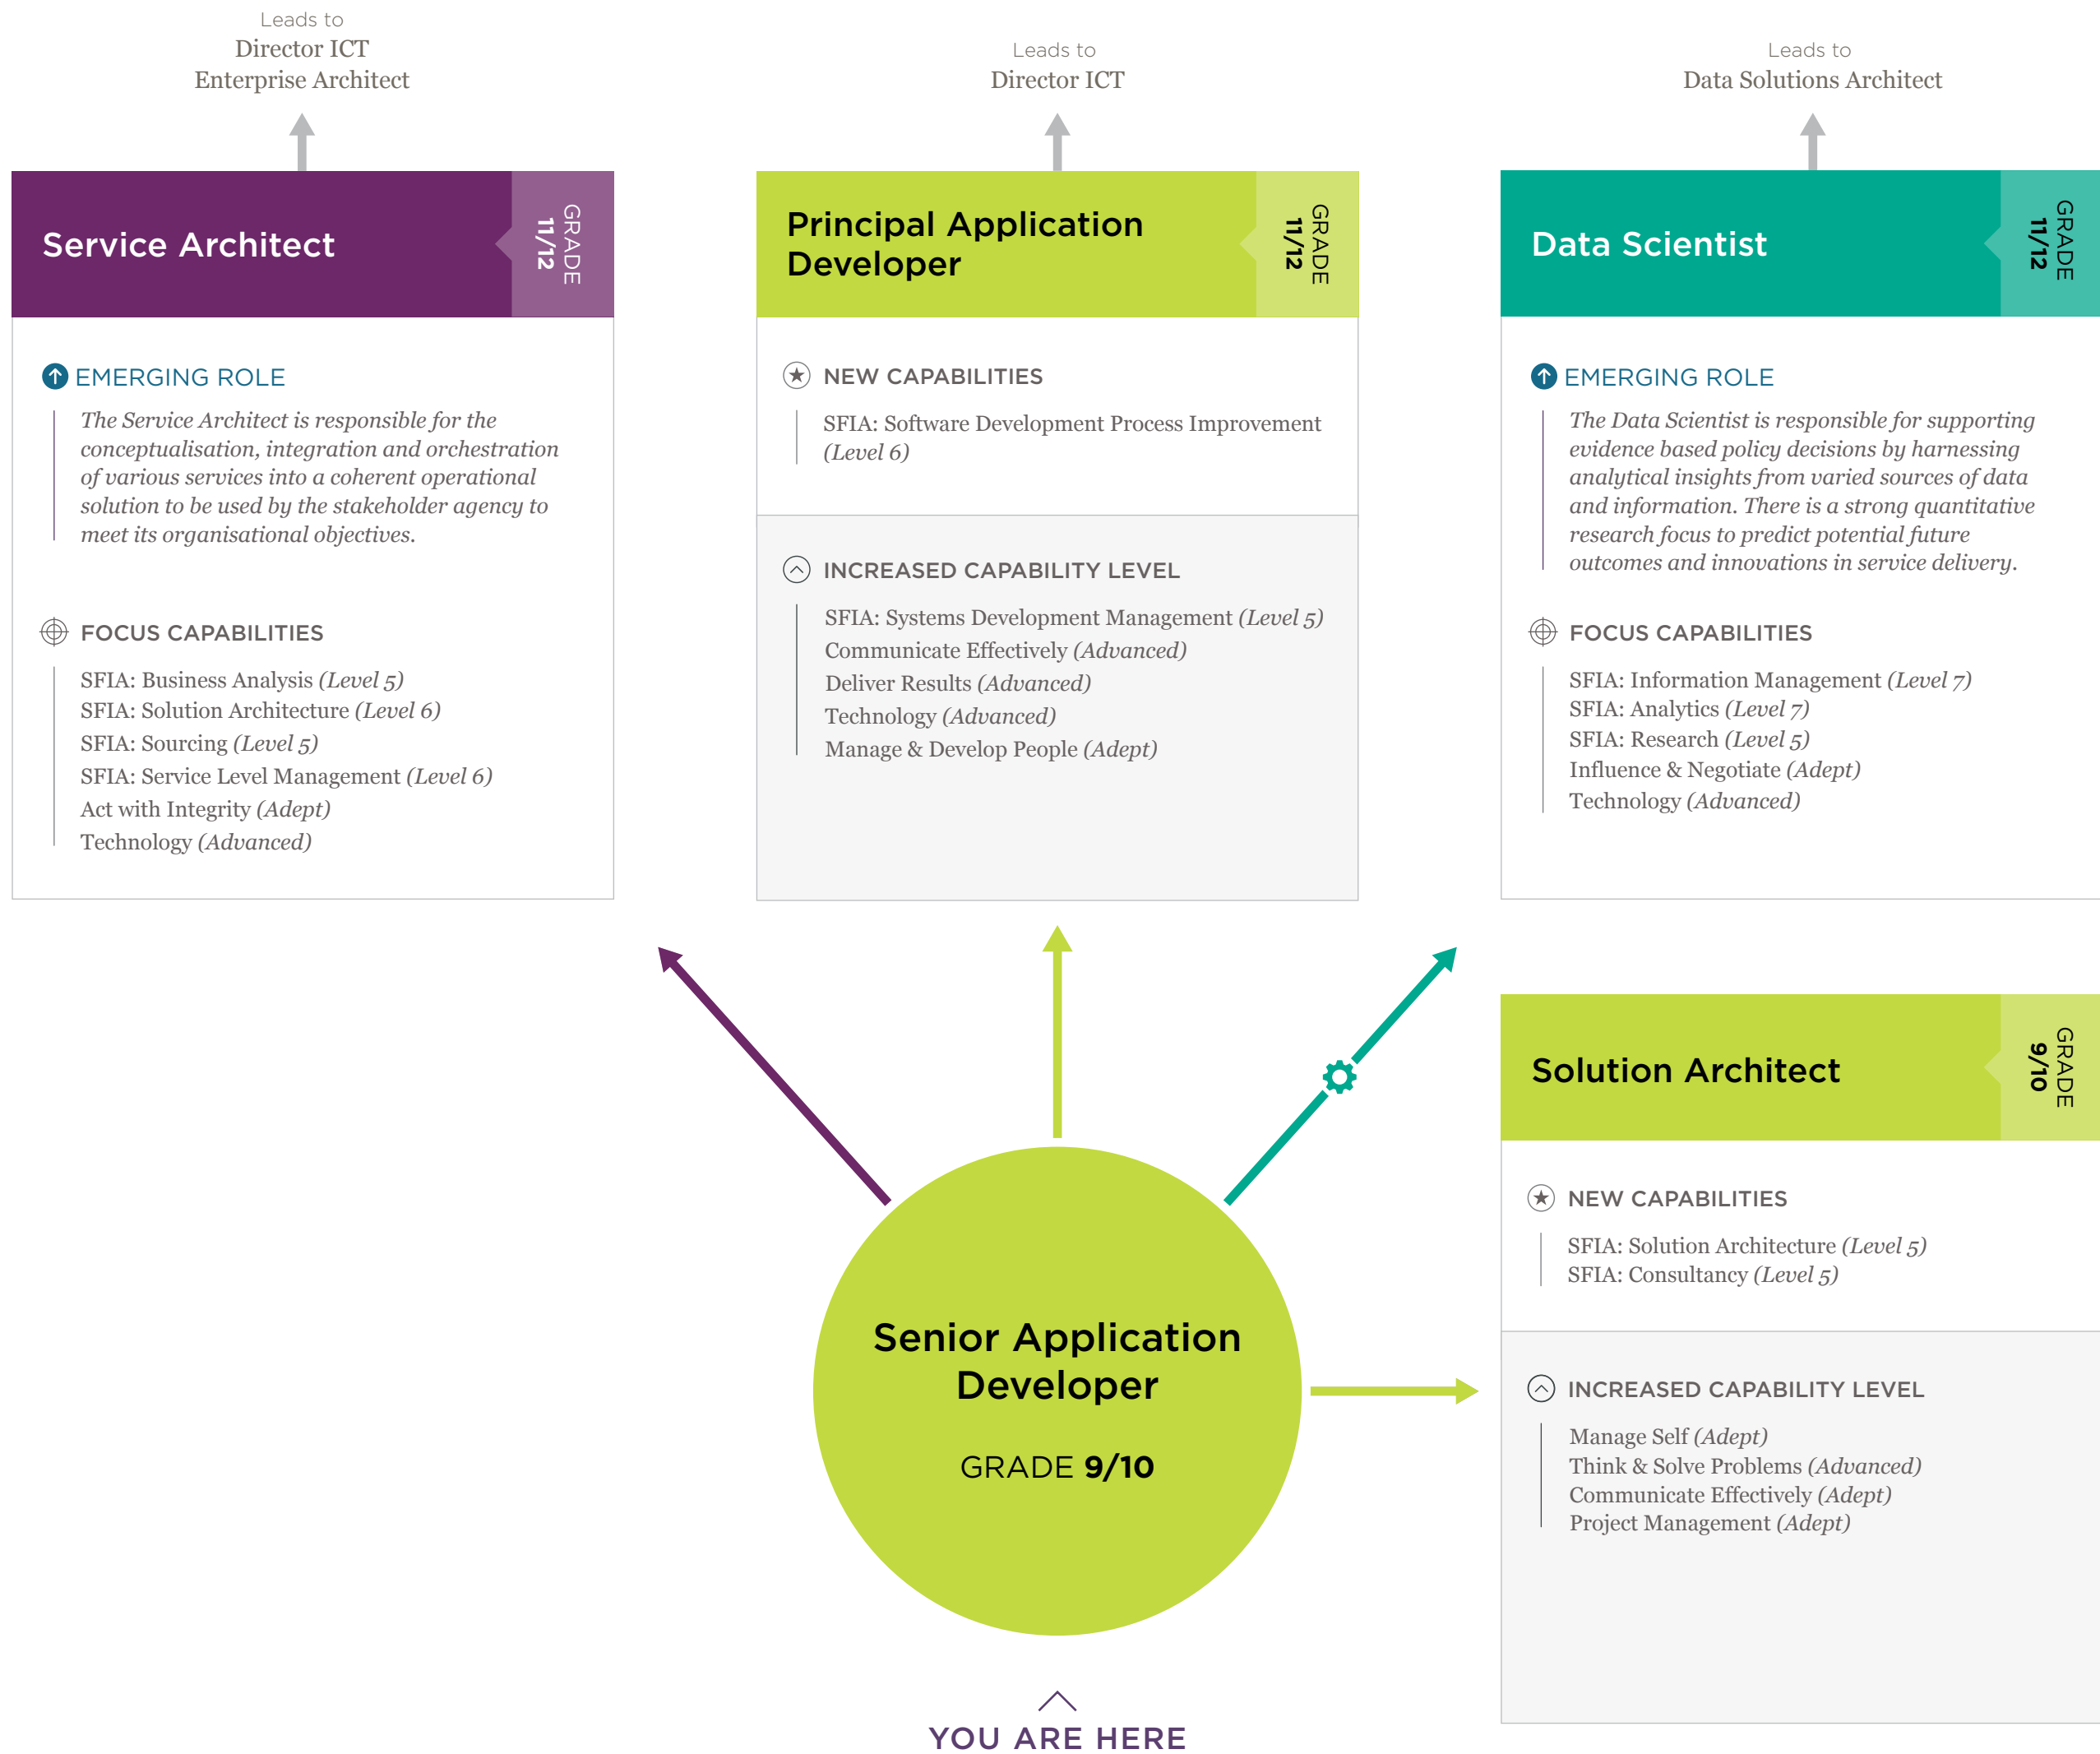 Leads to
Director ICT
Enterprise Architect
Service Architect
GRADE
11/12
EMERGING ROLE
The Service Architect is responsible for the
conceptualisation, integration and orchestration
of various services into a coherent operational
solution to be used by the stakeholder agency to
meet its organisational objectives.
FOCUS CAPABILITIES
SFIA: Business Analysis (Level 5)
SFIA: Solution Architecture (Level 6)
SFIA: Sourcing (Level 5)
SFIA: Service Level Management (Level 6)
Act with Integrity (Adept)
Technology (Advanced)
Leads to
Director ICT
Principal Application
Developer
GRADE
11/12
NEW CAPABILITIES
SFIA: Software Development Process Improvement
(Level 6)
INCREASED CAPABILITY LEVEL
SFIA: Systems Development Management (Level 5)
Communicate Effectively (Advanced)
Deliver Results (Advanced)
Technology (Advanced)
Manage & Develop People (Adept)
Leads to
Data Solutions Architect
Data Scientist
GRADE
11/12
EMERGING ROLE
The Data Scientist is responsible for supporting
evidence based policy decisions by harnessing
analytical insights from varied sources of data
and information. There is a strong quantitative
research focus to predict potential future
outcomes and innovations in service delivery.
FOCUS CAPABILITIES
SFIA: Information Management (Level 7)
SFIA: Analytics (Level 7)
SFIA: Research (Level 5)
Influence & Negotiate (Adept)
Technology (Advanced)
Solution Architect
GRADE
9/10
NEW CAPABILITIES
SFIA: Solution Architecture (Level 5)
SFIA: Consultancy (Level 5)
INCREASED CAPABILITY LEVEL
Manage Self (Adept)
Think & Solve Problems (Advanced)
Communicate Effectively (Adept)
Project Management (Adept)
Senior Application
Developer
GRADE 9/10
YOU ARE HERE